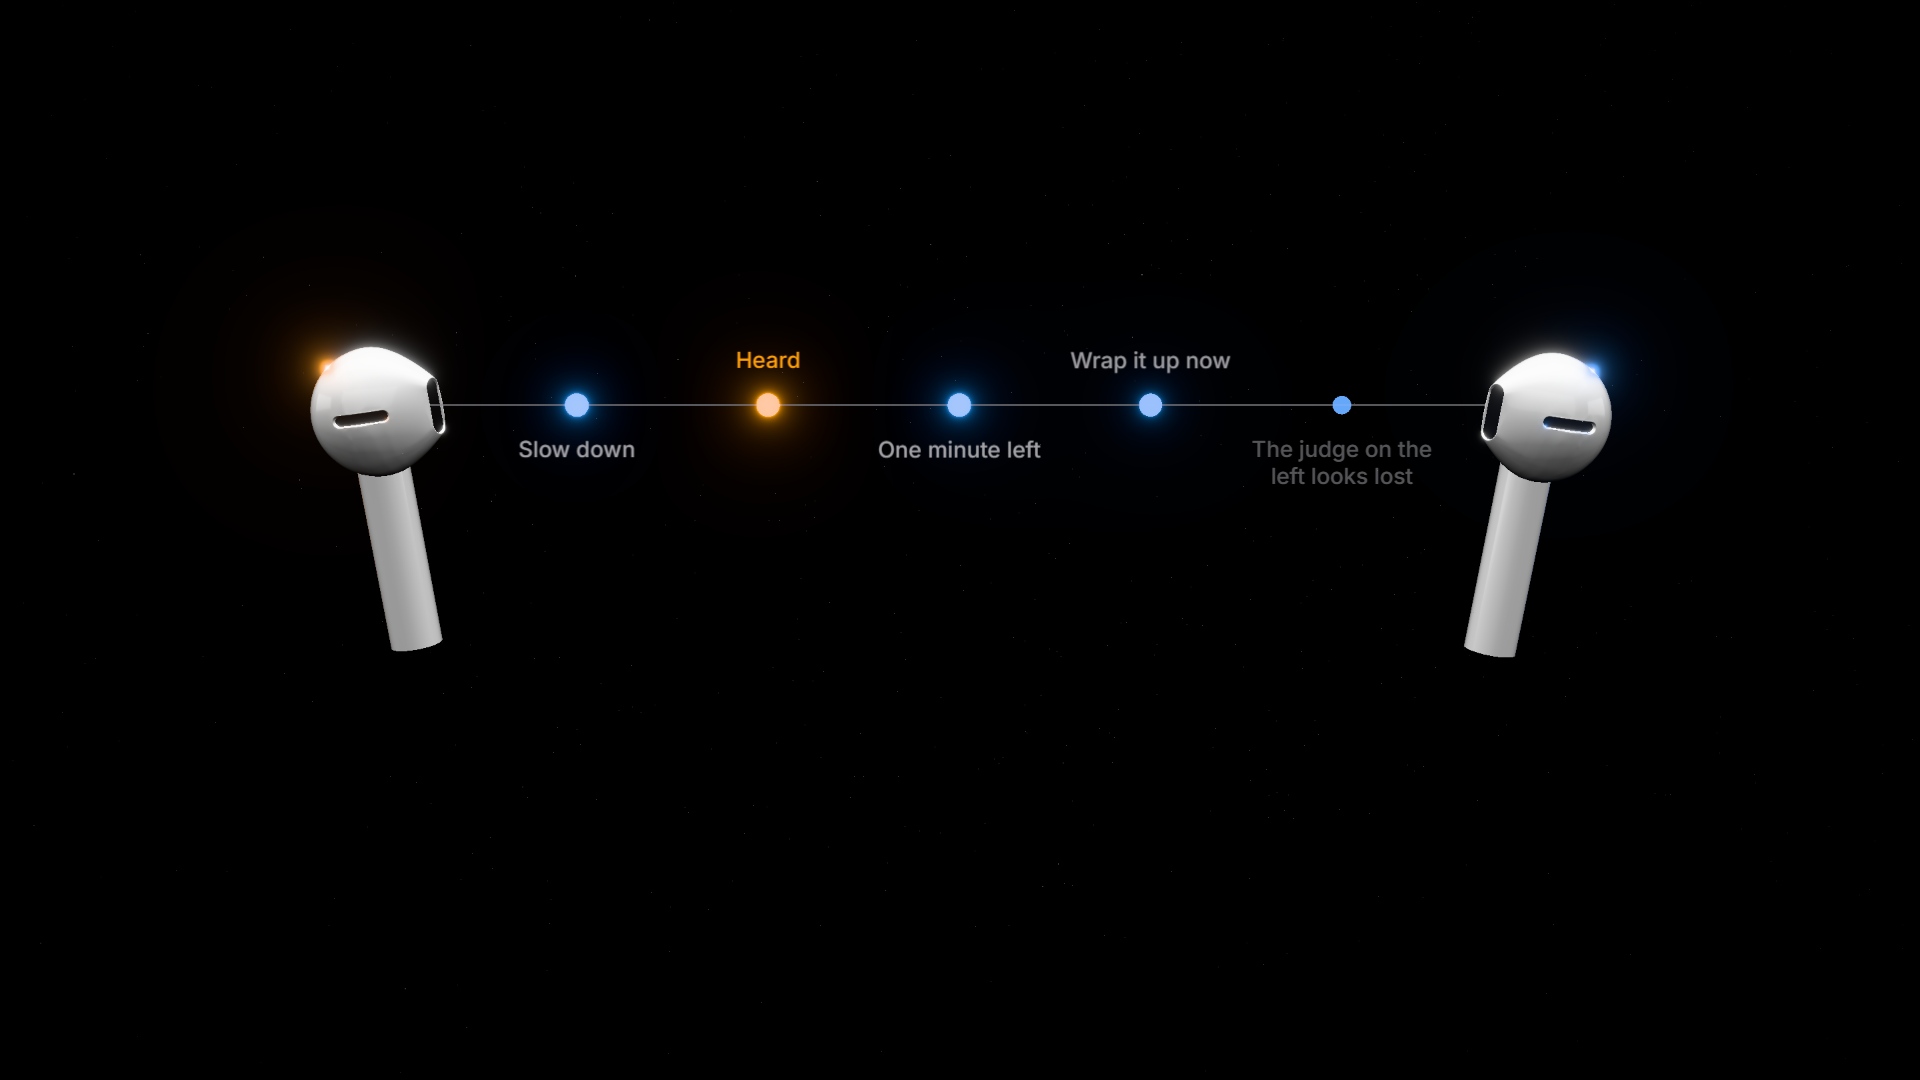 Heard
Wrap it up now
Slow down
One minute left
The judge on the
left looks lost